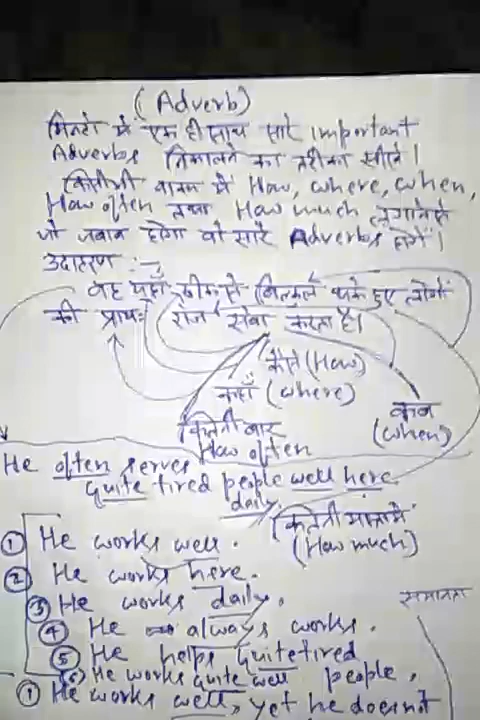 (Adverb)
मिनटों में एक ही साथ सारे important
Adverbs निकालने का तरीका सीखें।
किसी भी वाक्य में How, where, when,
How often तथा How much लगाने से
जो जवाब होगा वो सारे Adverbs होंगे।
उदाहरण :-
वह यहाँ ठीक से बिल्कुल थके हुए लोगों
की प्रायः रोज सेवा करता है।
कैसे (How)
कहाँ (where)
कब
(when)
कितनी बार
How often
He often serves
quite tired people well here
daily
कितनी मात्रा में
(How much)
① He works well.
② He works here.
③ He works daily.
समानता
④ He always works.
⑤ He helps quite tired
people.
⑥ He works quite well
① He works well, yet he doesnot